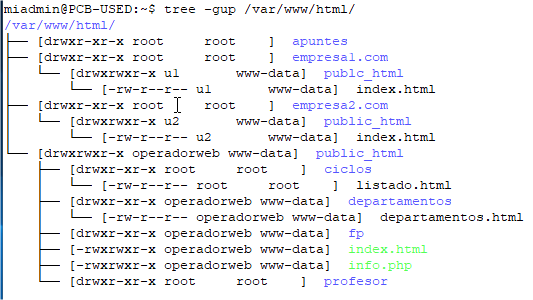 miadmin@PCB-USED:~$ tree -gup /var/www/html/
/var/www/html/
├── [drwxr-xr-x root     root    ]  apuntes
├── [drwxr-xr-x root     root    ]  empresa1.com
│   └── [drwxrwxr-x u1       www-data]  publc_html
│       └── [-rw-r--r-- u1       www-data]  index.html
├── [drwxr-xr-x root     root    ]  empresa2.com
│   └── [drwxrwxr-x u2       www-data]  public_html
│       └── [-rw-r--r-- u2       www-data]  index.html
└── [drwxrwxr-x operadorweb www-data]  public_html
    ├── [drwxr-xr-x root     root    ]  ciclos
    │   └── [-rw-r--r-- root     root    ]  listado.html
    ├── [drwxr-xr-x operadorweb www-data]  departamentos
    │   └── [-rw-r--r-- operadorweb www-data]  departamentos.html
    ├── [drwxr-xr-x operadorweb www-data]  fp
    ├── [-rwxrwxr-x operadorweb www-data]  index.html
    ├── [-rwxrwxr-x operadorweb www-data]  info.php
    └── [drwxr-xr-x root     root    ]  profesor